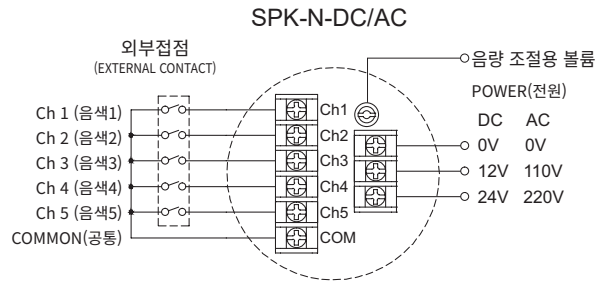 SPK-N-DC/AC
외부접점
(EXTERNAL CONTACT)
음량 조절용 볼륨
POWER(전원)
DC AC
0V 0V
12V 110V
24V 220V
Ch 1 (음색1)
Ch 2 (음색2)
Ch 3 (음색3)
Ch 4 (음색4)
Ch 5 (음색5)
COMMON(공통)
Ch1
Ch2
Ch3
Ch4
Ch5
COM